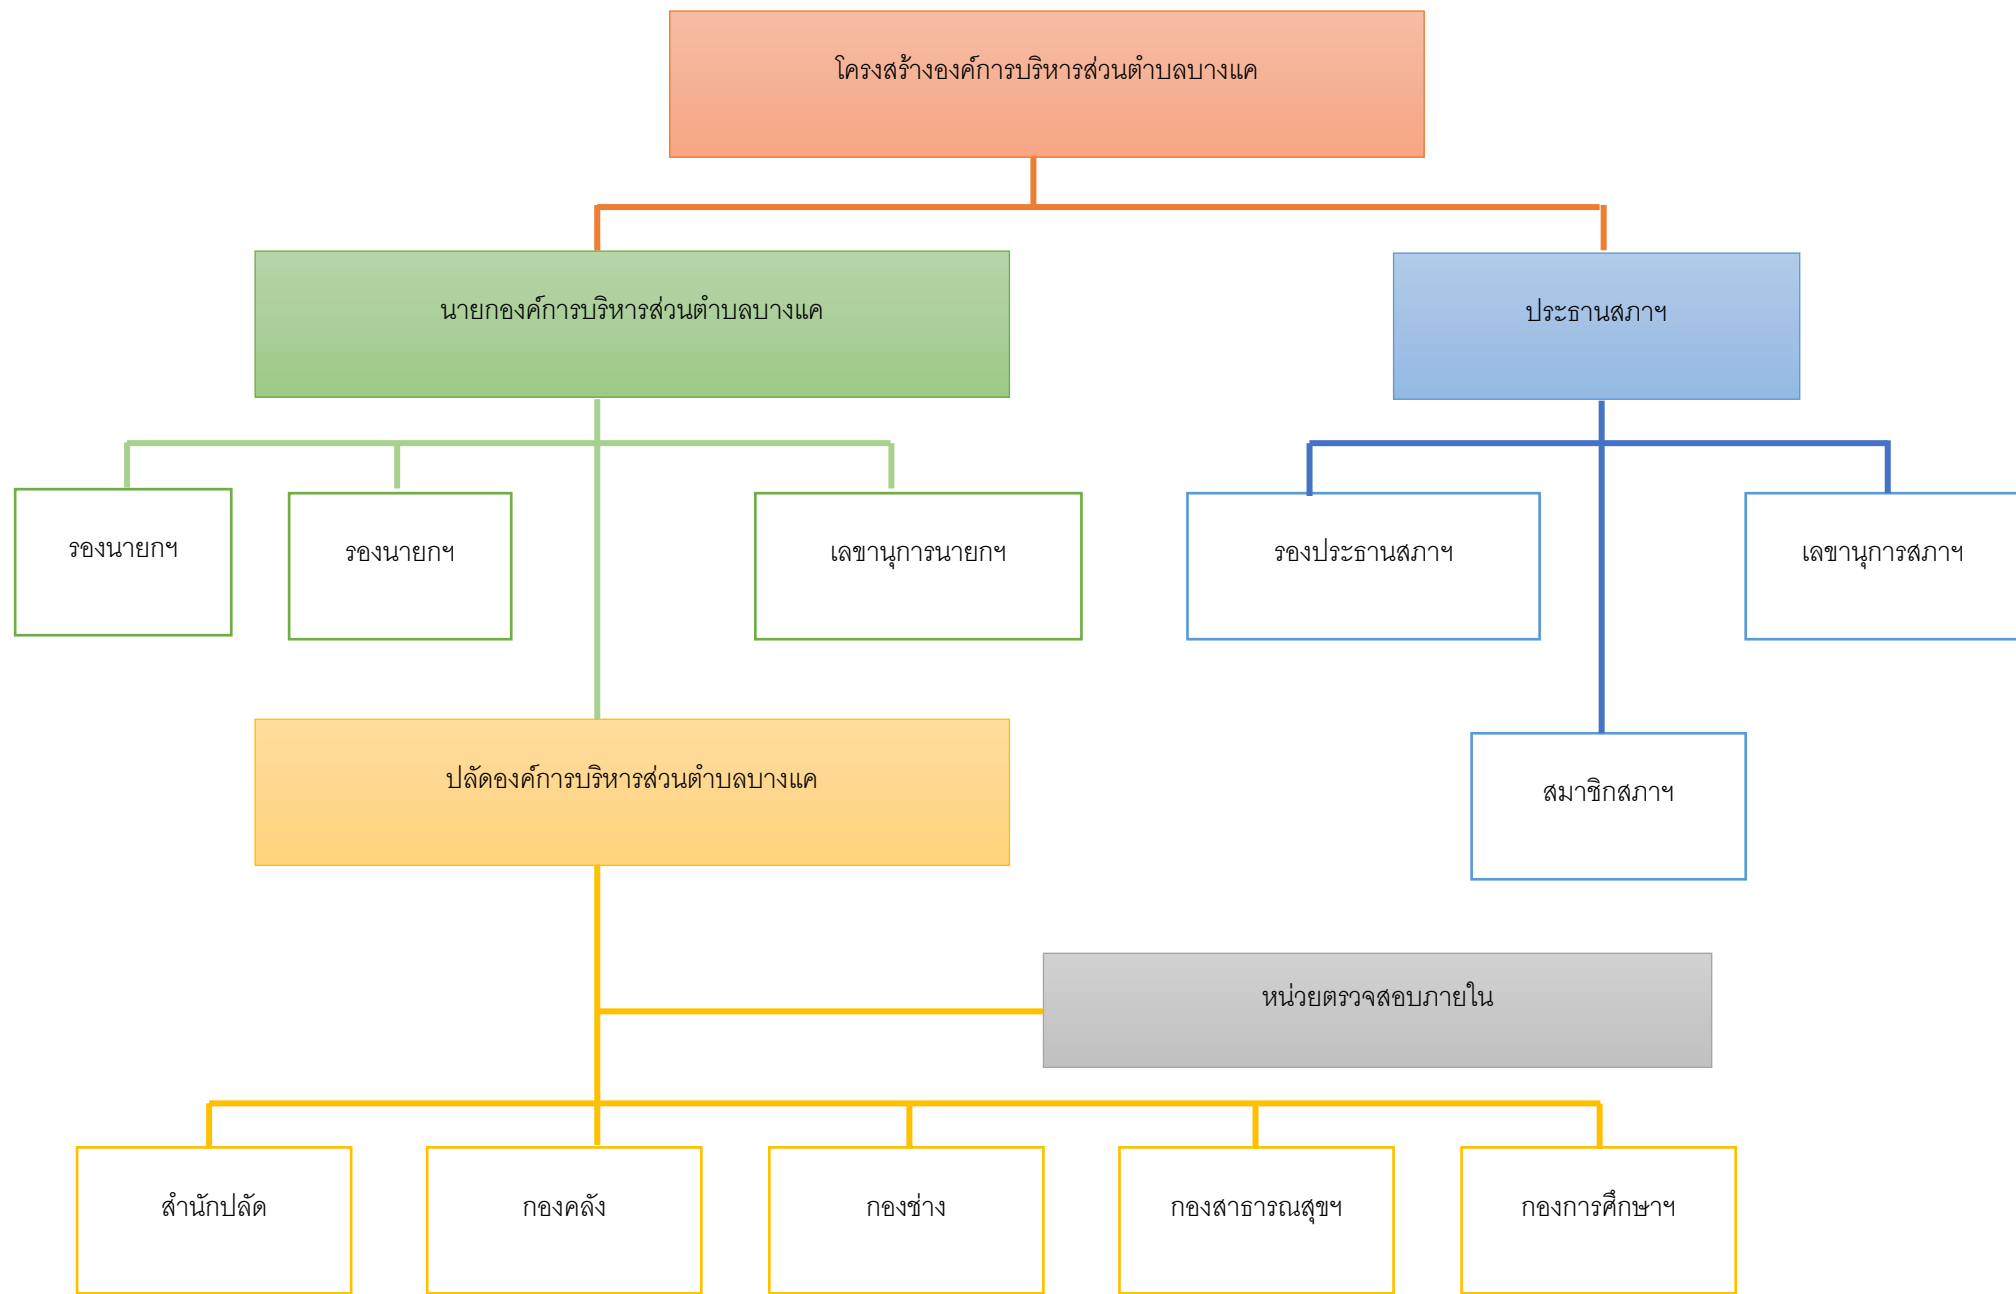 โครงสร้างองค์การบริหารส่วนตำบลบางแค
นายกองค์การบริหารส่วนตำบลบางแค
ประธานสภาฯ
รองนายกฯ
รองนายกฯ
เลขานุการนายกฯ
รองประธานสภาฯ
เลขานุการสภาฯ
ปลัดองค์การบริหารส่วนตำบลบางแค
สมาชิกสภาฯ
หน่วยตรวจสอบภายใน
สำนักปลัด
กองคลัง
กองช่าง
กองสาธารณสุขฯ
กองการศึกษาฯ